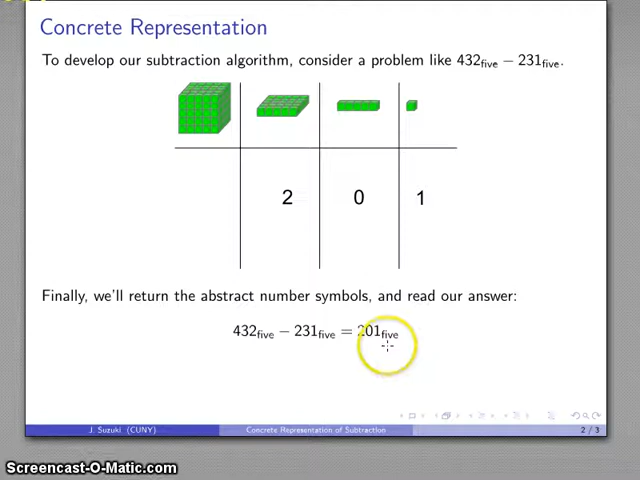 Concrete Representation
To develop our subtraction algorithm, consider a problem like 432five − 231five.
2 0 1
Finally, we'll return the abstract number symbols, and read our answer:
432five − 231five = 201five
J. Suzuki (CUNY) Concrete Representation of Subtraction 2 / 3
Screencast-O-Matic.com